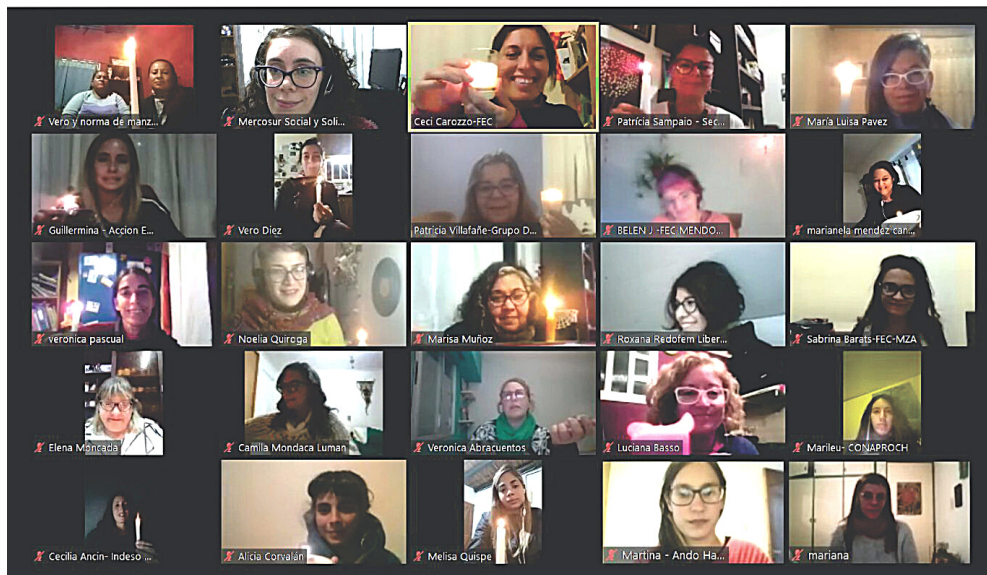 Vero y norma de manz...
Mercosur Social y Soli...
Ceci Carozzo-FEC
Patrícia Sampaio - Sec...
María Luisa Pavez
Guillermina - Accion E...
Vero Diez
Patricia Villafañe-Grupo D...
BELEN J -FEC MENDO...
marianela mendez can...
veronica pascual
Noelia Quiroga
Marisa Muñoz
Roxana Redofem Liber...
Sabrina Barats-FEC-MZA
Elena Moncada
Camila Mondaca Luman
Veronica Abracuentos
Luciana Basso
Marileu- CONAPROCH
Cecilia Ancin- Indeso ...
Alicia Corvalán
Melisa Quispe
Martina - Ando Ha...
mariana